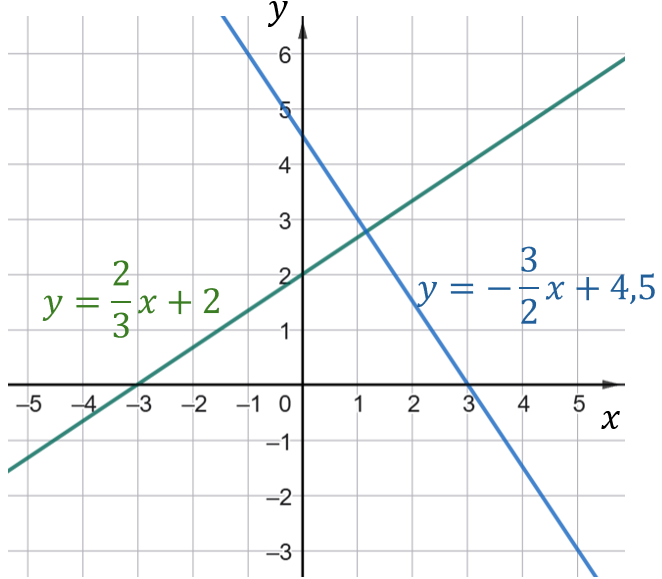 y
6
5
4
3
2
1
y = 2/3 x + 2
y = −3/2 x + 4,5
–5 –4 –3 –2 –1 0 1 2 3 4 5
x
–1
–2
–3